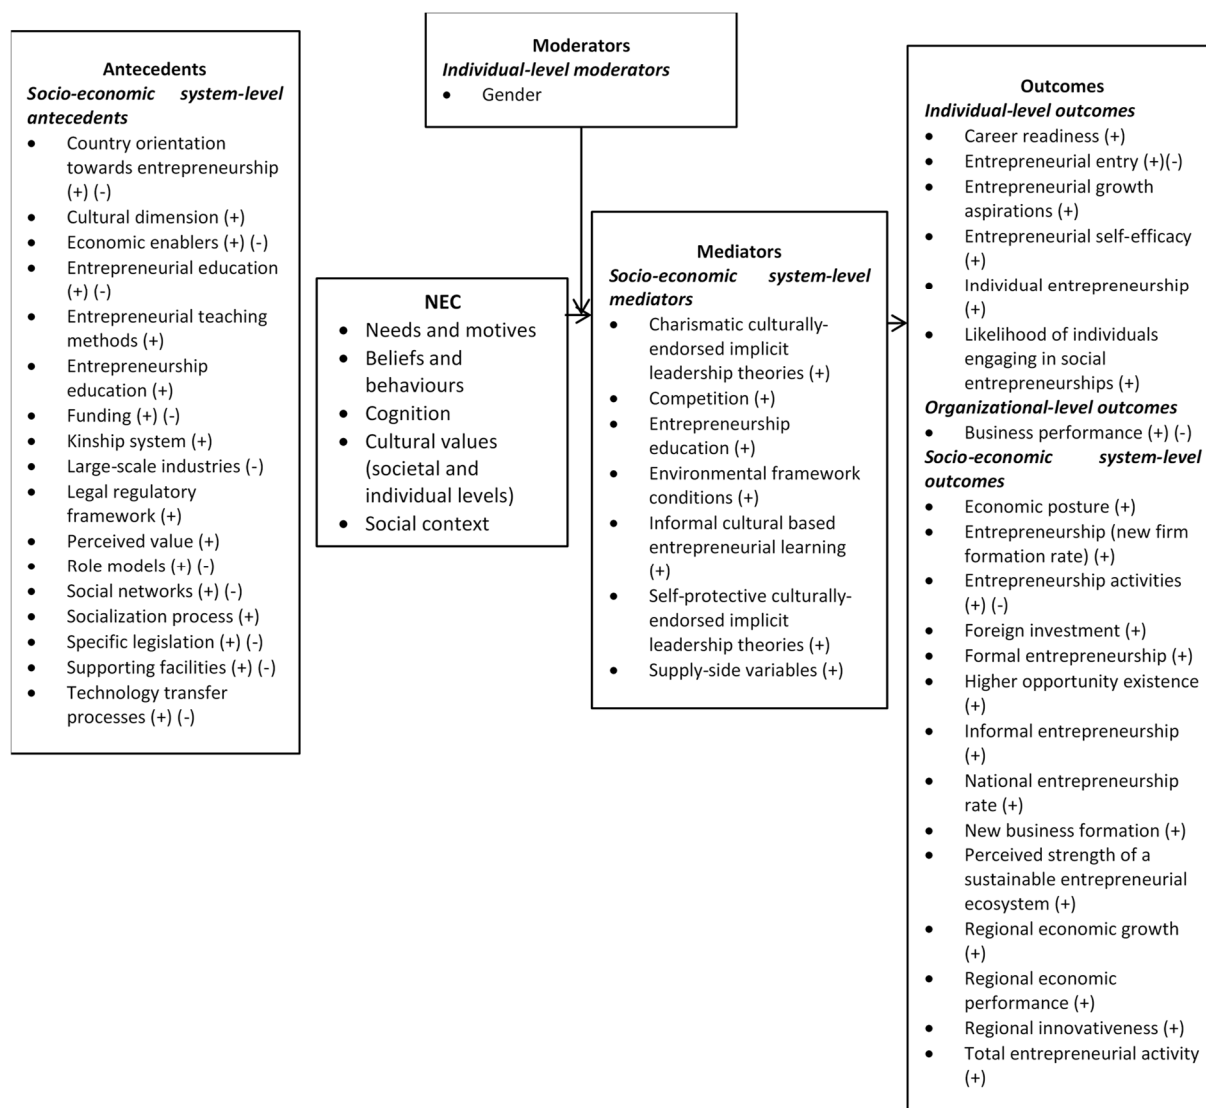 Antecedents
Socio-economic system-level
antecedents
• Country orientation
towards entrepreneurship
(+) (-)
• Cultural dimension (+)
• Economic enablers (+) (-)
• Entrepreneurial education
(+) (-)
• Entrepreneurial teaching
methods (+)
• Entrepreneurship
education (+)
• Funding (+) (-)
• Kinship system (+)
• Large-scale industries (-)
• Legal regulatory
framework (+)
• Perceived value (+)
• Role models (+) (-)
• Social networks (+) (-)
• Socialization process (+)
• Specific legislation (+) (-)
• Supporting facilities (+) (-)
• Technology transfer
processes (+) (-)
Moderators
Individual-level moderators
• Gender
NEC
• Needs and motives
• Beliefs and
behaviours
• Cognition
• Cultural values
(societal and
individual levels)
• Social context
Mediators
Socio-economic system-level
mediators
• Charismatic culturally-
endorsed implicit
leadership theories (+)
• Competition (+)
• Entrepreneurship
education (+)
• Environmental framework
conditions (+)
• Informal cultural based
entrepreneurial learning
(+)
• Self-protective culturally-
endorsed implicit
leadership theories (+)
• Supply-side variables (+)
Outcomes
Individual-level outcomes
• Career readiness (+)
• Entrepreneurial entry (+)(-)
• Entrepreneurial growth
aspirations (+)
• Entrepreneurial self-efficacy
(+)
• Individual entrepreneurship
(+)
• Likelihood of individuals
engaging in social
entrepreneurships (+)
Organizational-level outcomes
• Business performance (+) (-)
Socio-economic system-level
outcomes
• Economic posture (+)
• Entrepreneurship (new firm
formation rate) (+)
• Entrepreneurship activities
(+) (-)
• Foreign investment (+)
• Formal entrepreneurship (+)
• Higher opportunity existence
(+)
• Informal entrepreneurship
(+)
• National entrepreneurship
rate (+)
• New business formation (+)
• Perceived strength of a
sustainable entrepreneurial
ecosystem (+)
• Regional economic growth
(+)
• Regional economic
performance (+)
• Regional innovativeness (+)
• Total entrepreneurial activity
(+)